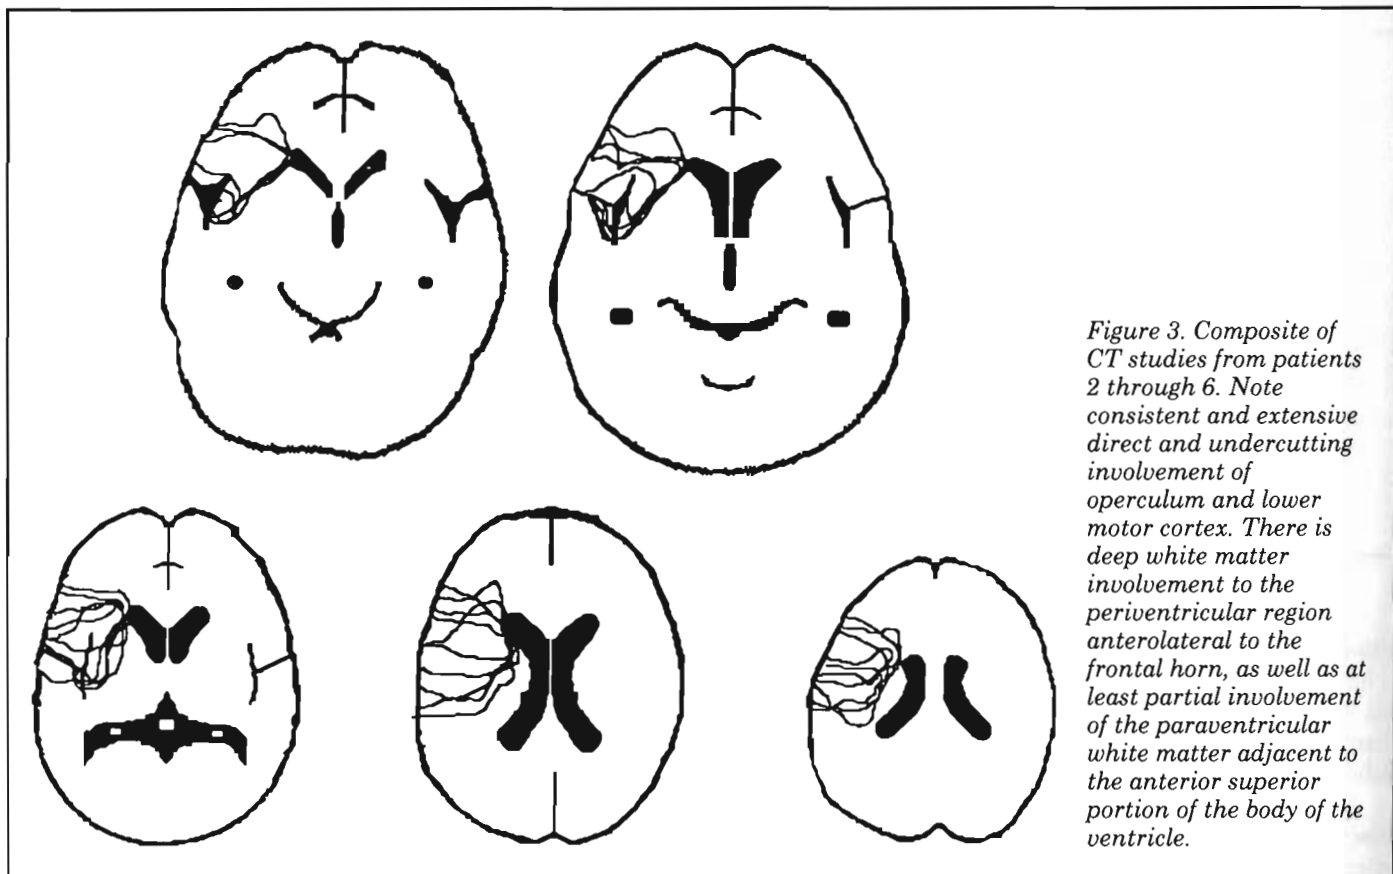 Figure 3. Composite of
CT studies from patients
2 through 6. Note
consistent and extensive
direct and undercutting
involvement of
operculum and lower
motor cortex. There is
deep white matter
involvement to the
periventricular region
anterolateral to the
frontal horn, as well as at
least partial involvement
of the paraventricular
white matter adjacent to
the anterior superior
portion of the body of the
ventricle.